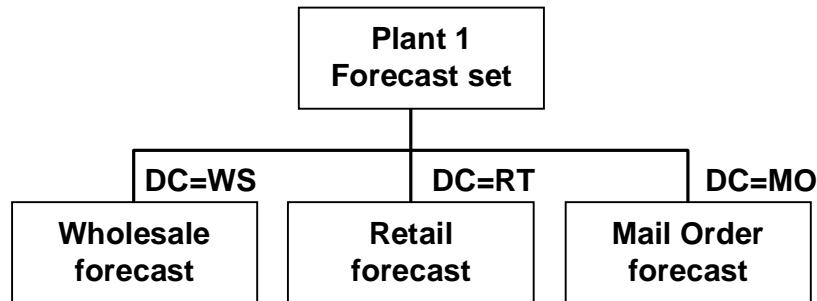 Plant 1
Forecast set
DC=WS
DC=RT
DC=MO
Wholesale
forecast
Retail
forecast
Mail Order
forecast